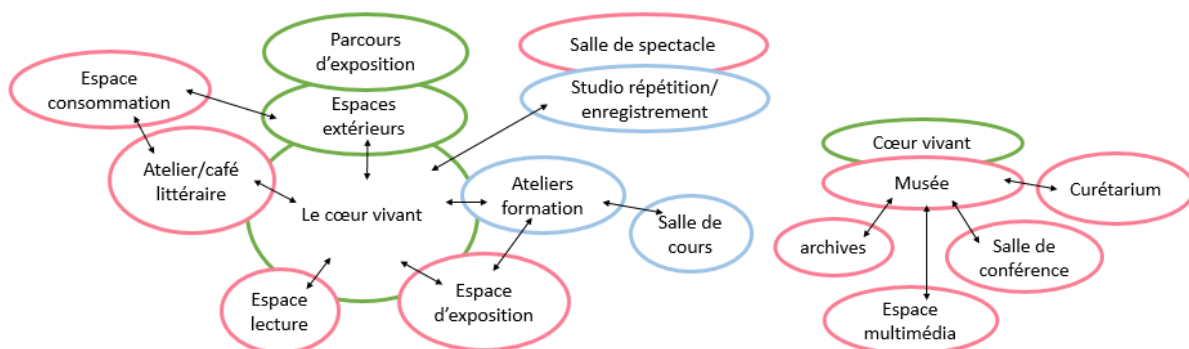 Parcours
d’exposition
Salle de spectacle
Espace
consommation
Studio répétition/
enregistrement
Espaces
extérieurs
Cœur vivant
Atelier/café
littéraire
Ateliers
formation
Musée
Curétarium
Le cœur vivant
Salle de
cours
archives
Salle de
conférence
Espace
lecture
Espace
d’exposition
Espace
multimédia